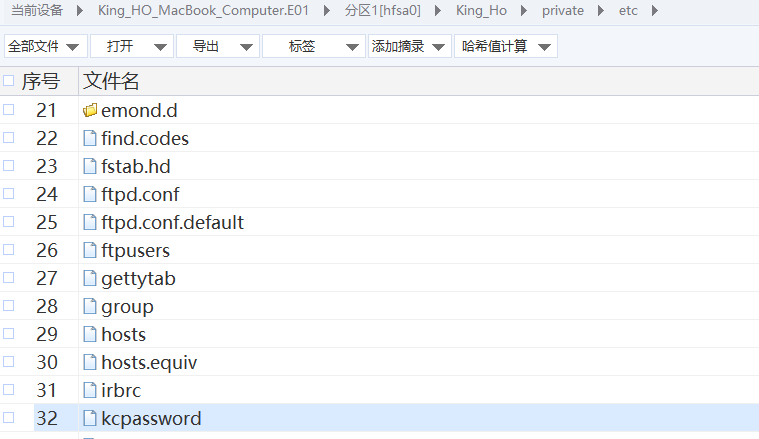 当前设备 King_HO_MacBook_Computer.E01 分区1[hfsa0] King_Ho private etc
全部文件 打开 导出 标签 添加摘录 哈希值计算
序号 文件名
21 emond.d
22 find.codes
23 fstab.hd
24 ftpd.conf
25 ftpd.conf.default
26 ftpusers
27 gettytab
28 group
29 hosts
30 hosts.equiv
31 irbrc
32 kcpassword